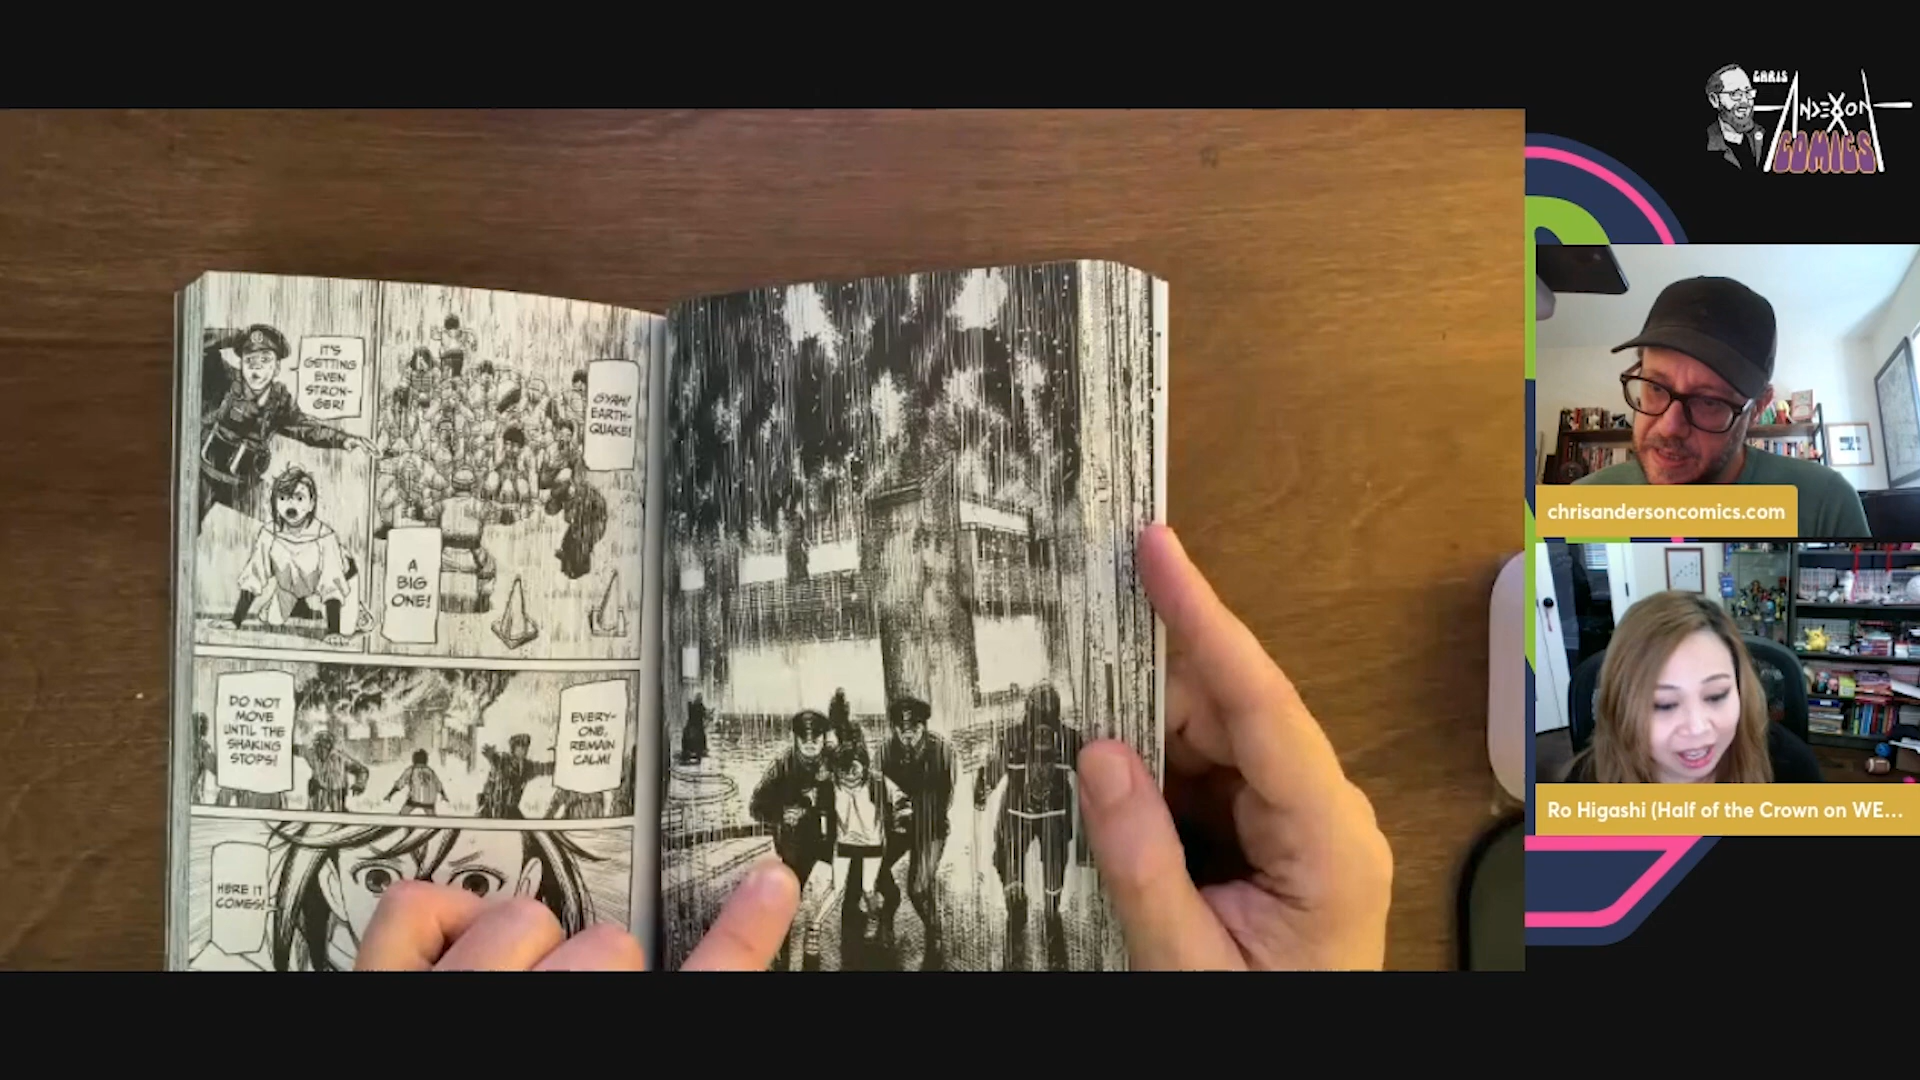 IT'S
GETTING
EVEN
STRON-
GER!
GYAH!
EARTH-
QUAKE!
A
BIG
ONE!
DO NOT
MOVE
UNTIL THE
SHAKING
STOPS!
EVERY-
ONE,
REMAIN
CALM!
HERE IT
COMES!
CHRIS
ANDERSON
COMICS
chrisandersoncomics.com
Ro Higashi (Half of the Crown on WE...